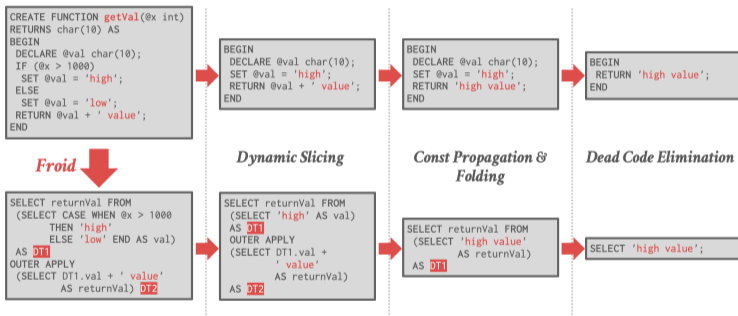 CREATE FUNCTION getVal(@x int)
RETURNS char(10) AS
BEGIN
DECLARE @val char(10);
IF (@x > 1000)
SET @val = 'high';
ELSE
SET @val = 'low';
RETURN @val + ' value';
END
BEGIN
DECLARE @val char(10);
SET @val = 'high';
RETURN @val + ' value';
END
BEGIN
DECLARE @val char(10);
SET @val = 'high';
RETURN 'high value';
END
BEGIN
RETURN 'high value';
END
Froid
Dynamic Slicing
Const Propagation &
Folding
Dead Code Elimination
SELECT returnVal FROM
(SELECT CASE WHEN @x > 1000
THEN 'high'
ELSE 'low' END AS val)
AS DT1
OUTER APPLY
(SELECT DT1.val + ' value'
AS returnVal) DT2
SELECT returnVal FROM
(SELECT 'high' AS val)
AS DT1
OUTER APPLY
(SELECT DT1.val +
' value'
AS returnVal)
AS DT2
SELECT returnVal FROM
(SELECT 'high value'
AS returnVal)
AS DT1
SELECT 'high value';